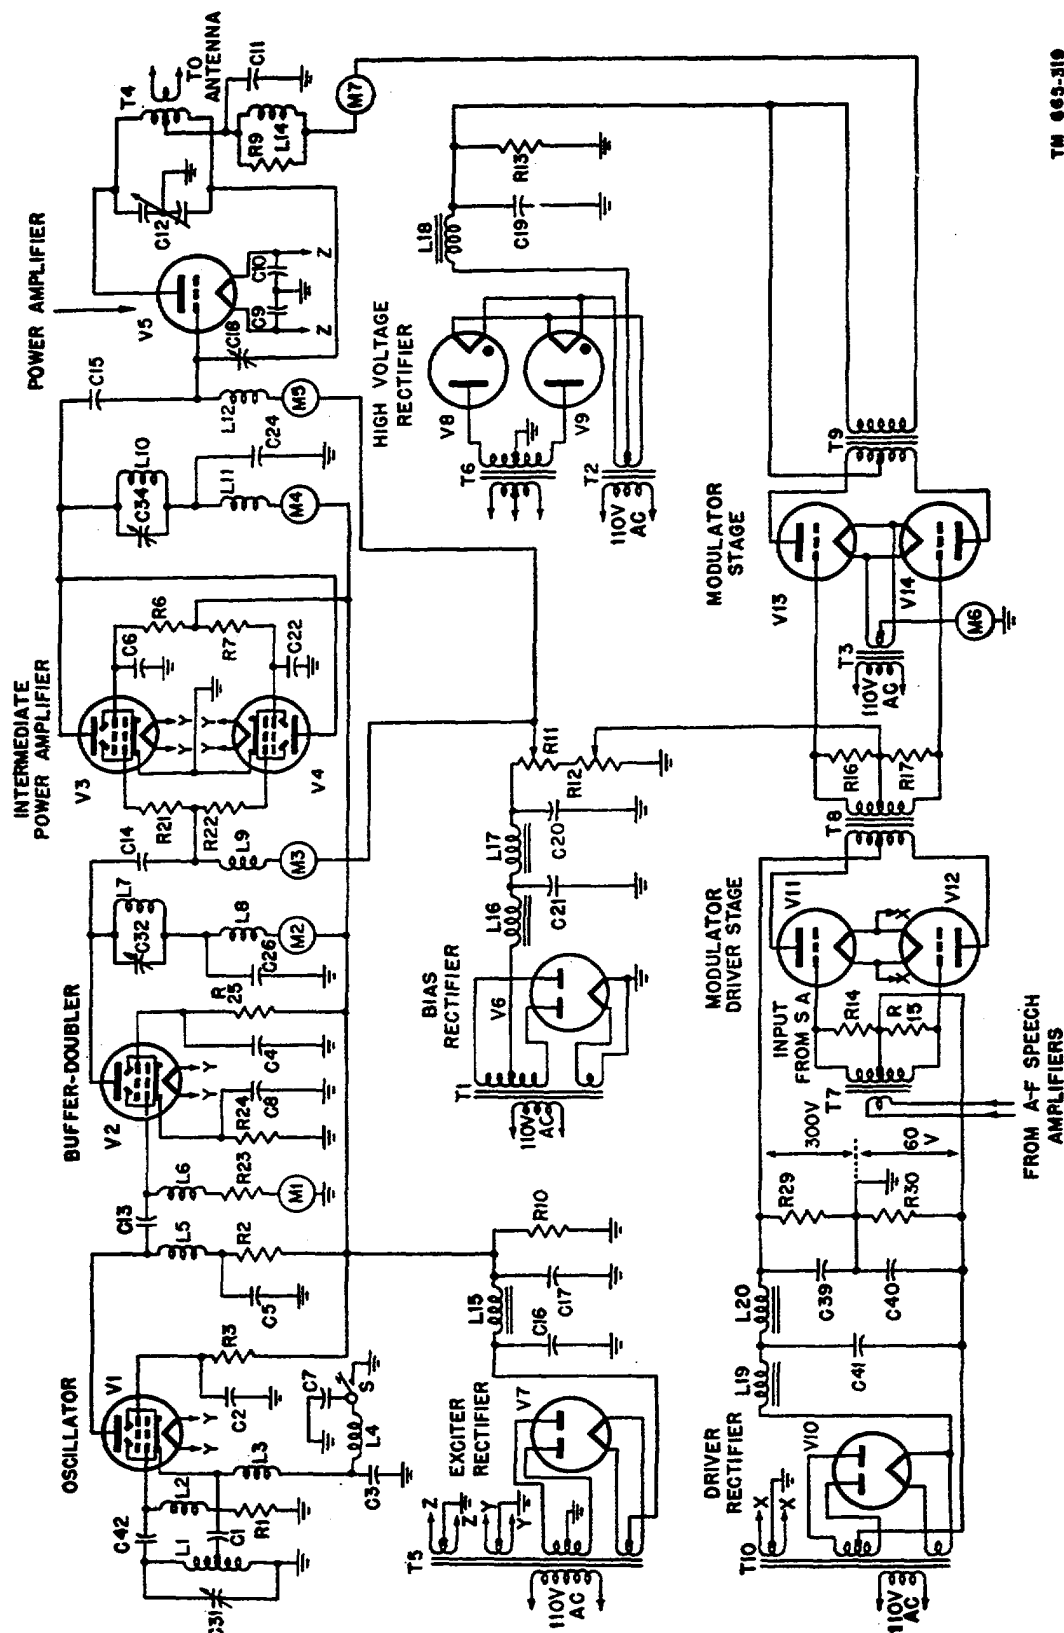 POWER AMPLIFIER
V5
C12
T4
TO
ANTENNA
C11
R9
L14
M7
C18
C9
C10
Z
Z
C15
L10
C34
L11
M4
C24
L12
M5
INTERMEDIATE
POWER AMPLIFIER
V3
V4
C6
R6
R7
C22
Y
Y
Y
Y
C14
R21
R22
L9
M3
L7
C32
L8
M2
C26
BUFFER-DOUBLER
V2
R
25
C4
C8
R24
Y
Y
L6
R23
M1
C13
L5
R2
C5
OSCILLATOR
V1
Y
Y
R3
C2
C7
S
L4
C3
L3
L2
C1
R1
C42
L1
C31
HIGH VOLTAGE
RECTIFIER
V8
V9
T6
T2
110V
AC
L18
C19
R13
BIAS
RECTIFIER
V6
T1
110V
AC
L16
L17
C21
C20
R11
R12
EXCITER
RECTIFIER
V7
T5
110V
AC
Z
Z
Y
Y
L15
C16
C17
R10
MODULATOR
STAGE
V13
V14
T3
110V
AC
M6
T9
T8
R16
R17
MODULATOR
DRIVER STAGE
V11
V12
X
X
INPUT
FROM S A
R14
R
15
T7
FROM A-F SPEECH
AMPLIFIERS
300V
60
V
R29
R30
C39
C40
L20
L19
C41
DRIVER
RECTIFIER
V10
T10
X
X
110V
AC
TM 665-319